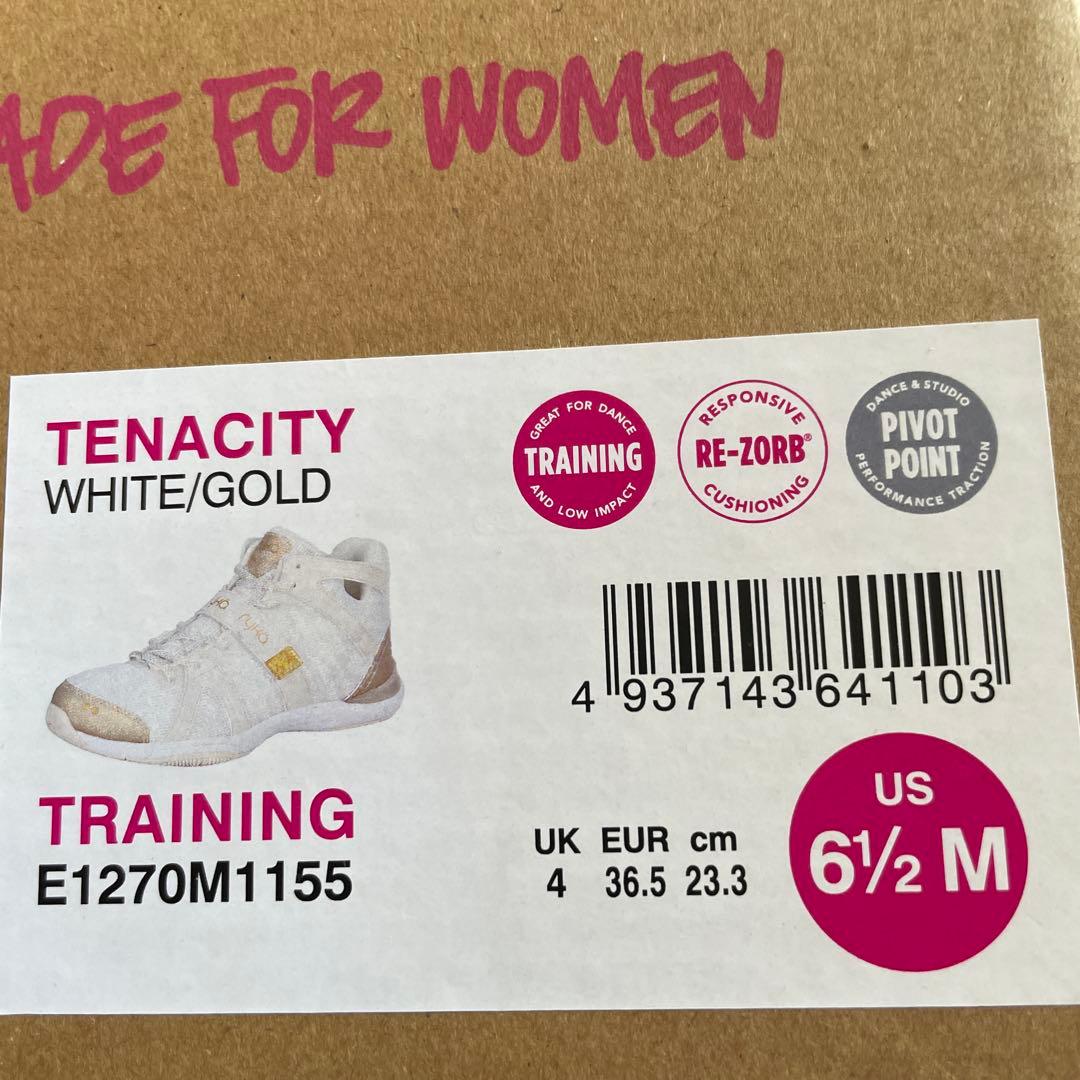 ADE FOR WOMEN
TENACITY
WHITE/GOLD
GREAT FOR DANCE
TRAINING
AND LOW IMPACT
RESPONSIVE
RE-ZORB®
CUSHIONING
DANCE & STUDIO
PIVOT
POINT
PERFORMANCE TRACTION
ryka
4 937143 641103
TRAINING
E1270M1155
UK EUR cm
4 36.5 23.3
US
6½ M